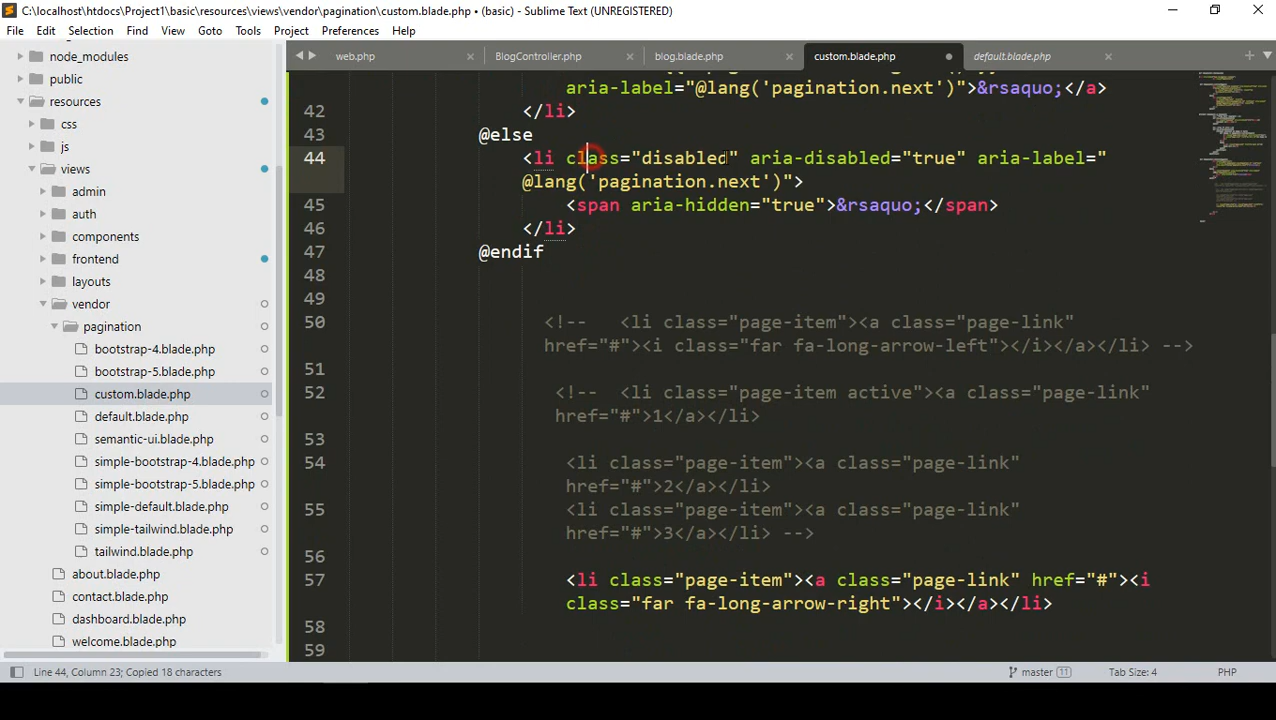 C:\localhost\htdocs\Project1\basic\resources\views\vendor\pagination\custom.blade.php • (basic) - Sublime Text (UNREGISTERED)
File Edit Selection Find View Goto Tools Project Preferences Help
node_modules
public
resources
css
js
views
admin
auth
components
frontend
layouts
vendor
pagination
bootstrap-4.blade.php
bootstrap-5.blade.php
custom.blade.php
default.blade.php
semantic-ui.blade.php
simple-bootstrap-4.blade.php
simple-bootstrap-5.blade.php
simple-default.blade.php
simple-tailwind.blade.php
tailwind.blade.php
about.blade.php
contact.blade.php
dashboard.blade.php
welcome.blade.php
web.php BlogController.php blog.blade.php custom.blade.php default.blade.php
aria-label="@lang('pagination.next')">&rsaquo;</a>
42 </li>
43 @else
44 <li class="disabled" aria-disabled="true" aria-label="
@lang('pagination.next')">
45 <span aria-hidden="true">&rsaquo;</span>
46 </li>
47 @endif
48
49
50 <!-- <li class="page-item"><a class="page-link"
href="#"><i class="far fa-long-arrow-left"></i></a></li> -->
51
52 <!-- <li class="page-item active"><a class="page-link"
href="#">1</a></li>
53
54 <li class="page-item"><a class="page-link"
href="#">2</a></li>
55 <li class="page-item"><a class="page-link"
href="#">3</a></li> -->
56
57 <li class="page-item"><a class="page-link" href="#"><i
class="far fa-long-arrow-right"></i></a></li>
58
59
Line 44, Column 23; Copied 18 characters master 11 Tab Size: 4 PHP